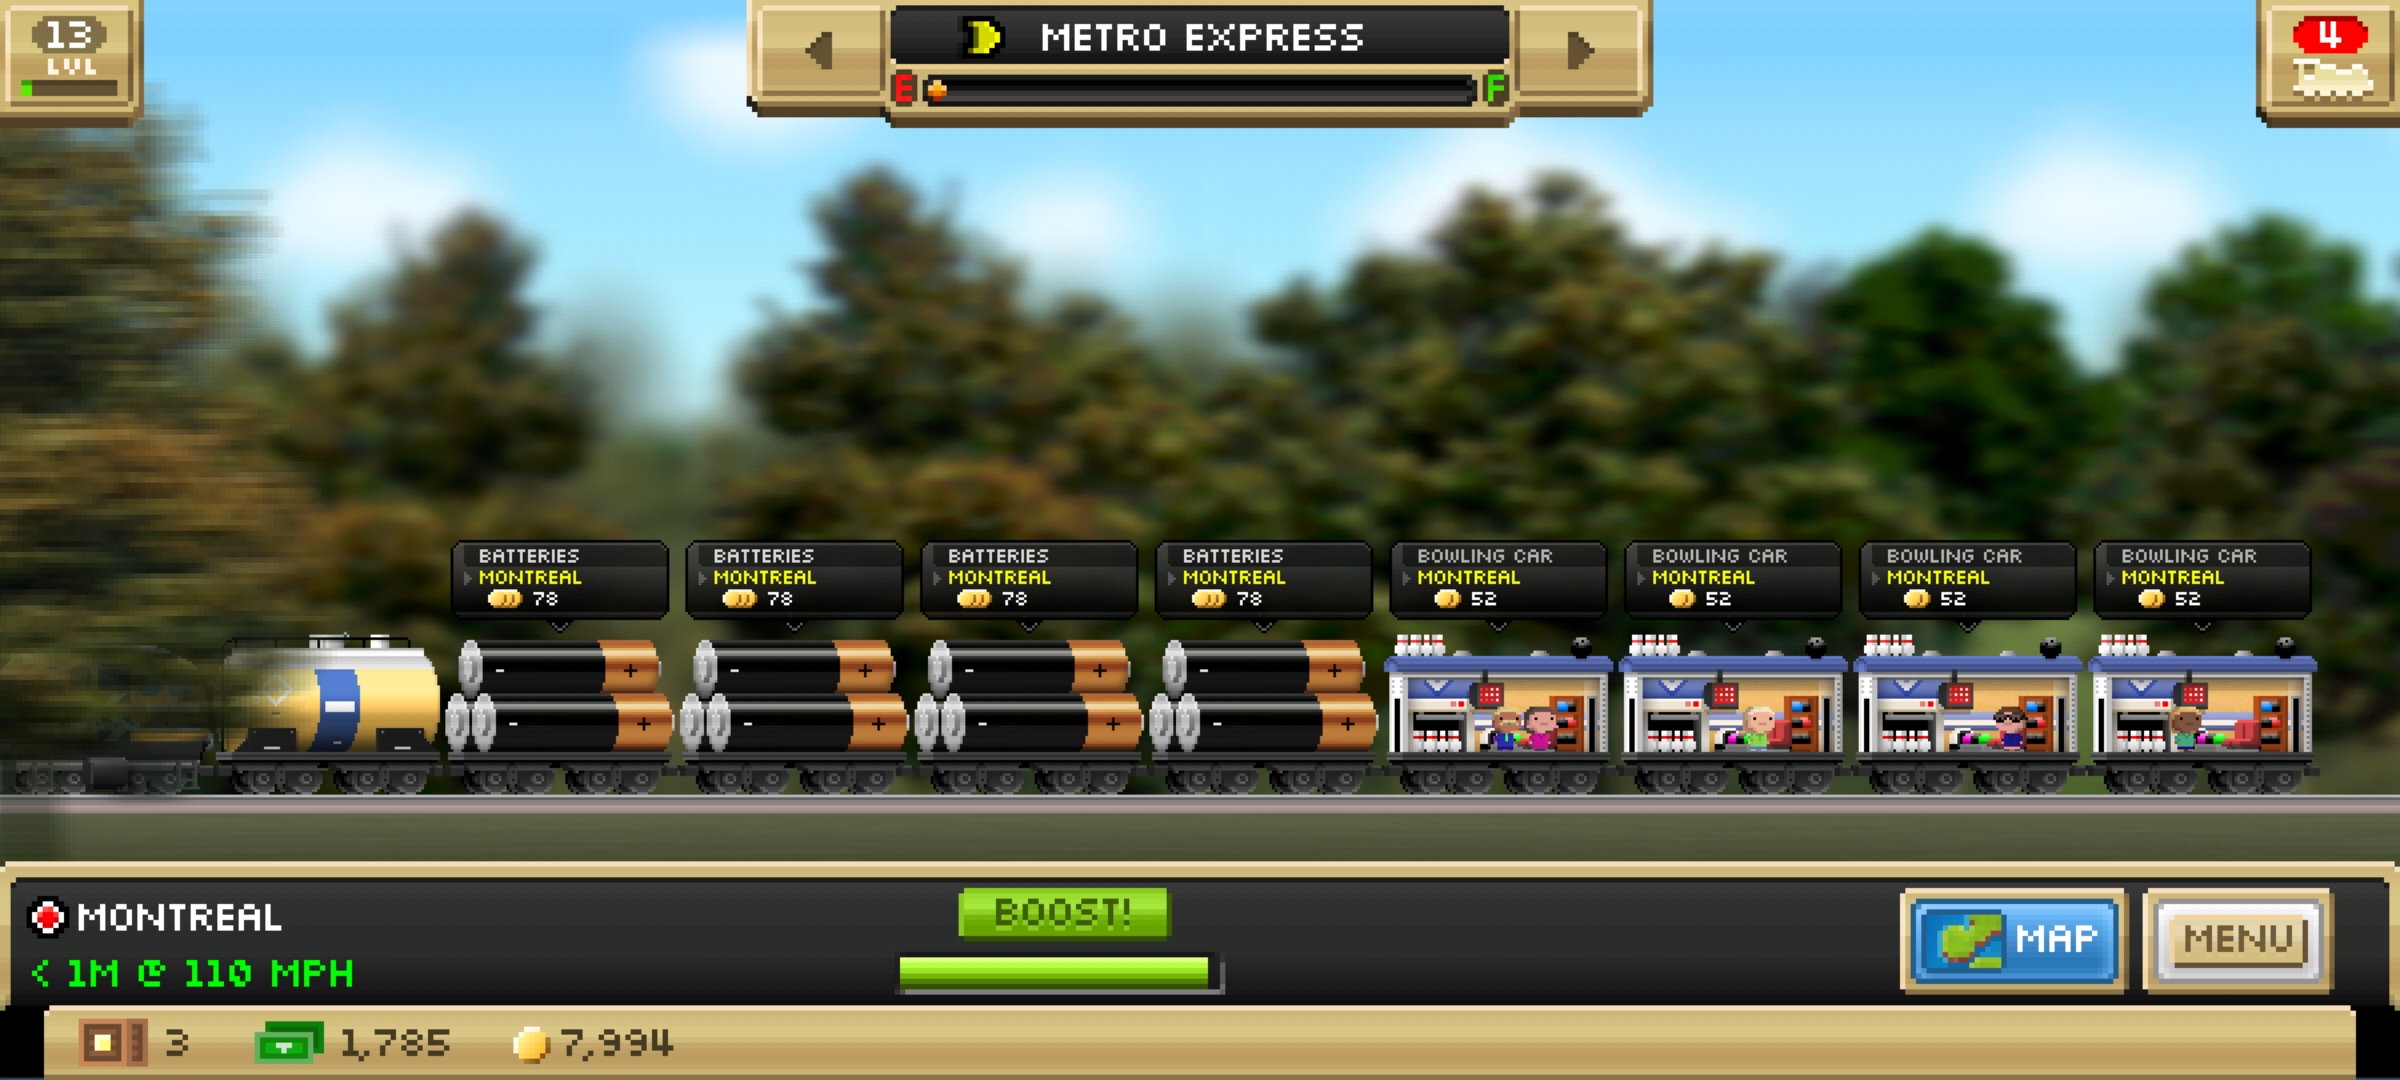 13
LVL
METRO EXPRESS
E F
4
BATTERIES
MONTREAL
78
BATTERIES
MONTREAL
78
BATTERIES
MONTREAL
78
BATTERIES
MONTREAL
78
BOWLING CAR
MONTREAL
52
BOWLING CAR
MONTREAL
52
BOWLING CAR
MONTREAL
52
BOWLING CAR
MONTREAL
52
- +
- +
- +
- +
- +
- +
- +
- +
MONTREAL
< 1M @ 110 MPH
BOOST!
MAP
MENU
3 1,785 7,994